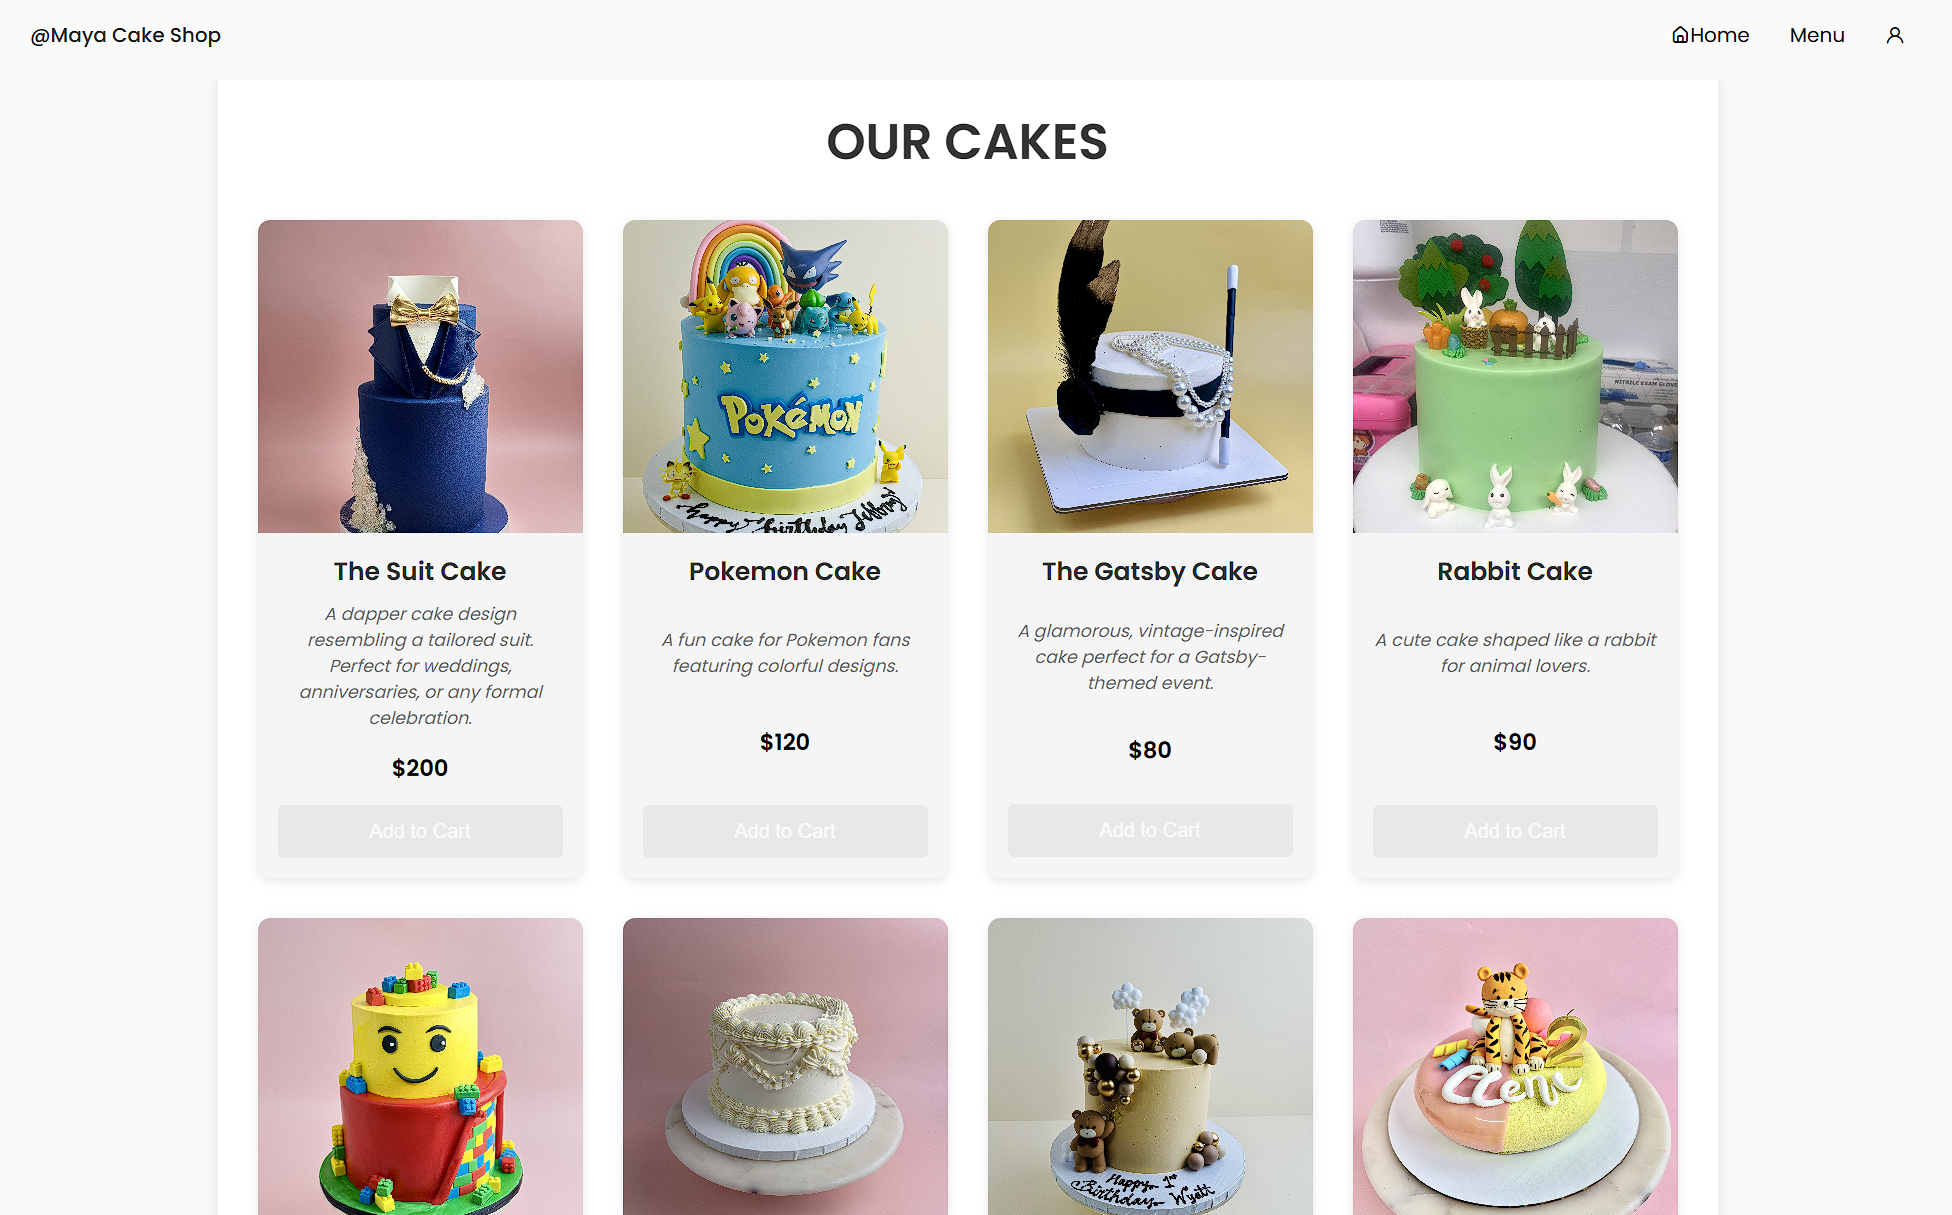 @Maya Cake Shop
Home Menu
OUR CAKES
POKéMON
happy birthday Jeffrey
NITRILE EXAM GLOVE
The Suit Cake
Pokemon Cake
The Gatsby Cake
Rabbit Cake
A dapper cake design
resembling a tailored suit.
Perfect for weddings,
anniversaries, or any formal
celebration.
A fun cake for Pokemon fans
featuring colorful designs.
A glamorous, vintage-inspired
cake perfect for a Gatsby-
themed event.
A cute cake shaped like a rabbit
for animal lovers.
$200
$120
$80
$90
Add to Cart
Add to Cart
Add to Cart
Add to Cart
2
Happy 1st
Birthday Wyatt